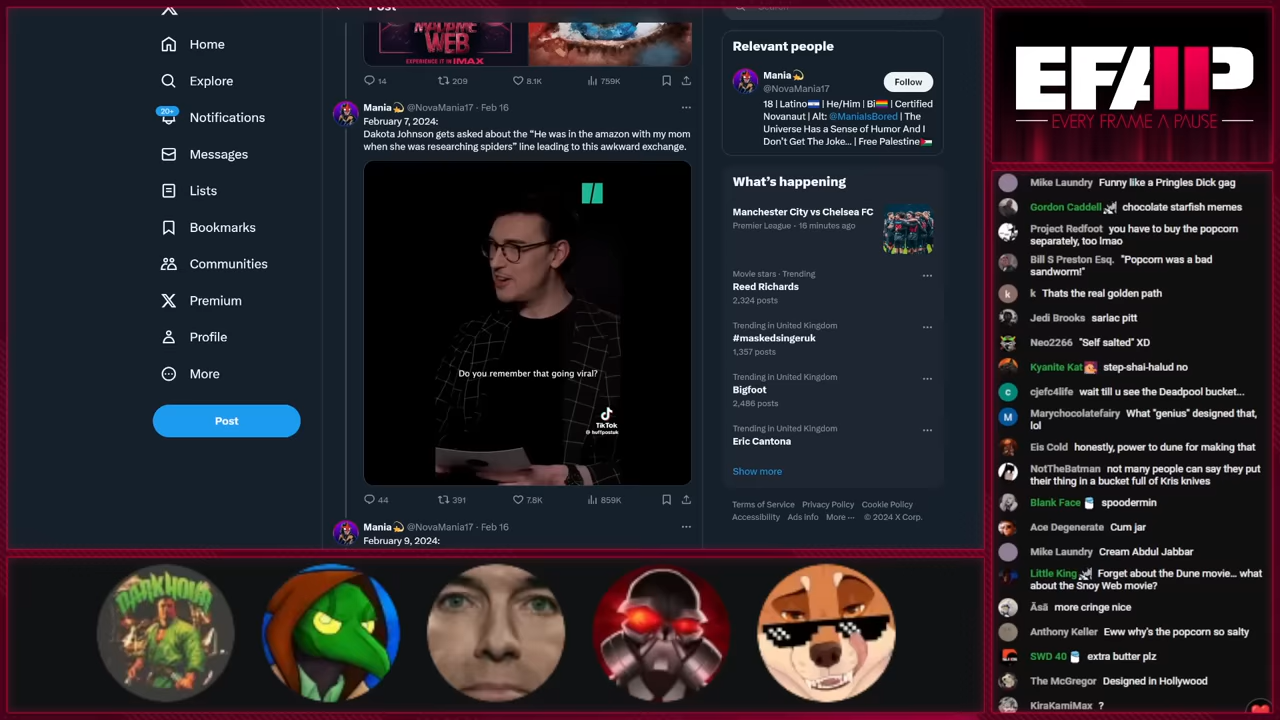 Post
Search
Home
Explore
20+
Notifications
Messages
Lists
Bookmarks
Communities
Premium
Profile
More
Post
MADAME
WEB
EXPERIENCE IT IN IMAX
14
209
8.1K
759K
Mania💫 @NovaMania17 · Feb 16
February 7, 2024:
Dakota Johnson gets asked about the “He was in the amazon with my mom
when she was researching spiders” line leading to this awkward exchange.
Do you remember that going viral?
TikTok
@ huffpostuk
44
391
7.8K
859K
Mania💫 @NovaMania17 · Feb 16
February 9, 2024:
Relevant people
Mania💫
@NovaMania17
Follow
18 | Latino🇸🇻 | He/Him | Bi🏳️‍🌈 | Certified
Novanaut | Alt: @ManiaIsBored | The
Universe Has a Sense of Humor And I
Don't Get The Joke... | Free Palestine🇵🇸
What’s happening
Manchester City vs Chelsea FC
Premier League · 16 minutes ago
Movie stars · Trending
Reed Richards
2,324 posts
Trending in United Kingdom
#maskedsingeruk
1,357 posts
Trending in United Kingdom
Bigfoot
2,486 posts
Trending in United Kingdom
Eric Cantona
Show more
Terms of Service Privacy Policy Cookie Policy
Accessibility Ads info More ··· © 2024 X Corp.
EFAP
EVERY FRAME A PAUSE
Mike Laundry Funny like a Pringles Dick gag
Gordon Caddell chocolate starfish memes
Project Redfoot you have to buy the popcorn
separately, too lmao
Bill S Preston Esq. "Popcorn was a bad
sandworm!"
k Thats the real golden path
Jedi Brooks sarlac pitt
Neo2266 "Self salted" XD
Kyanite Kat step-shai-halud no
cjefc4life wait till u see the Deadpool bucket...
Marychocolatefairy What "genius" designed that,
lol
Eis Cold honestly, power to dune for making that
NotTheBatman not many people can say they put
their thing in a bucket full of Kris knives
Blank Face spoodermin
Ace Degenerate Cum jar
Mike Laundry Cream Abdul Jabbar
Little King Forget about the Dune movie... what
about the Snoy Web movie?
Äsä more cringe nice
Anthony Keller Eww why's the popcorn so salty
SWD 40 extra butter plz
The McGregor Designed in Hollywood
KiraKamiMax ?
DARKHOUR